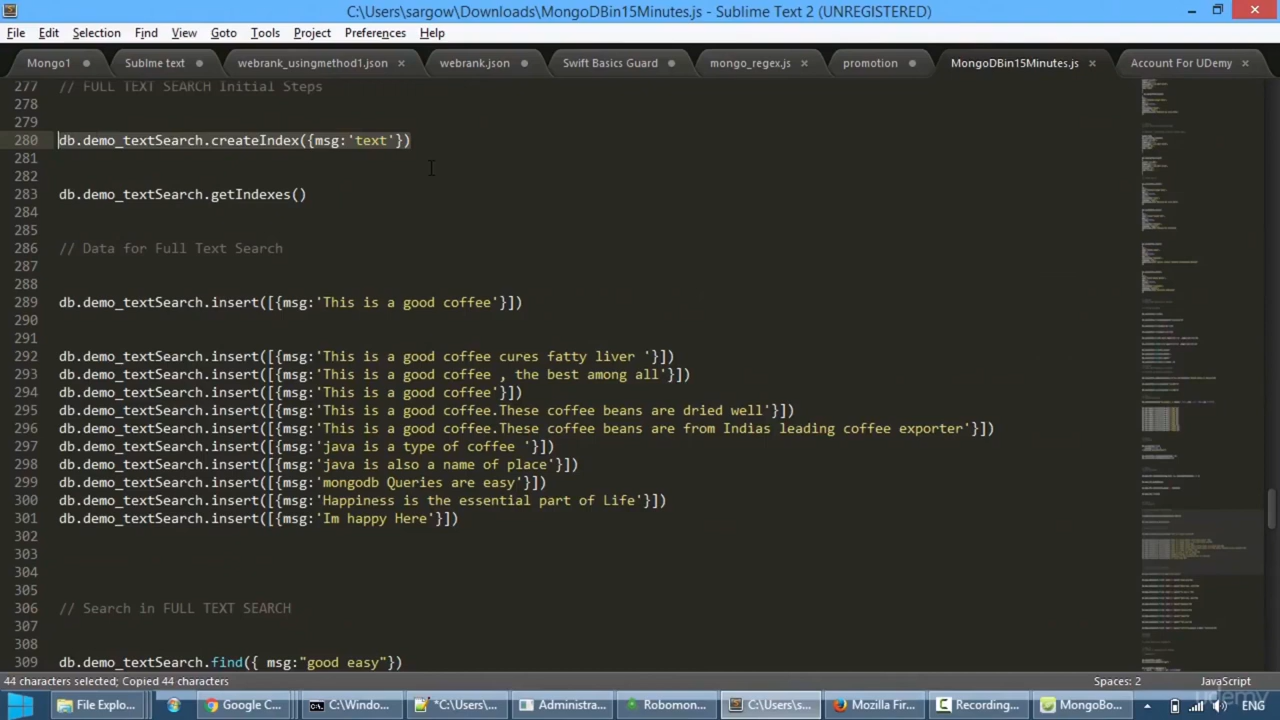 C:\Users\sargow\Downloads\MongoDBin15Minutes.js - Sublime Text 2 (UNREGISTERED)
File Edit Selection Find View Goto Tools Project Preferences Help
Mongo1 Sublme text webrank_usingmethod1.json webrank.json Swift Basics Guard mongo_regex.js promotion MongoDBin15Minutes.js Account For UDemy
277 // FULL TEXT SEARCH Initial Steps
278
279
280 db.demo_textSearch.createIndex({msg:'text'})
281
282
283 db.demo_textSearch.getIndexes()
284
285
286 // Data for Full Text Search
287
288
289 db.demo_textSearch.insert([{msg:'This is a good coffee'}])
290
291
292 db.demo_textSearch.insert([{msg:'This is a good coffee cures fatty liver '}])
293 db.demo_textSearch.insert([{msg:'This is a good coffee , the best among all'}])
294 db.demo_textSearch.insert([{msg:'This is a good coffee '}])
295 db.demo_textSearch.insert([{msg:'This is a good coffee.These coffee beans are dried well'}])
296 db.demo_textSearch.insert([{msg:'This is a good coffee.These coffee beans are from Indias leading coffee exporter'}])
297 db.demo_textSearch.insert([{msg:'java is a type of coffee '}])
298 db.demo_textSearch.insert([{msg:'java is also a name of place'}])
299 db.demo_textSearch.insert([{msg:'mongodb Queries are easy'}])
300 db.demo_textSearch.insert([{msg:'Happiness is the essential part of Life'}])
301 db.demo_textSearch.insert([{msg:'Im happy Here'}])
302
303
304
305
306 // Search in FULL TEXT SEARCH
307
308
309 db.demo_textSearch.find({ msg:"good easy"})
44 characters selected; Copied 44 characters Spaces: 2 JavaScript
File Explo... Google C... C:\Windo... *C:\Users\... Administra... Robomon... C:\Users\s... Mozilla Fir... Recording... MongoBo... ENG
udemy